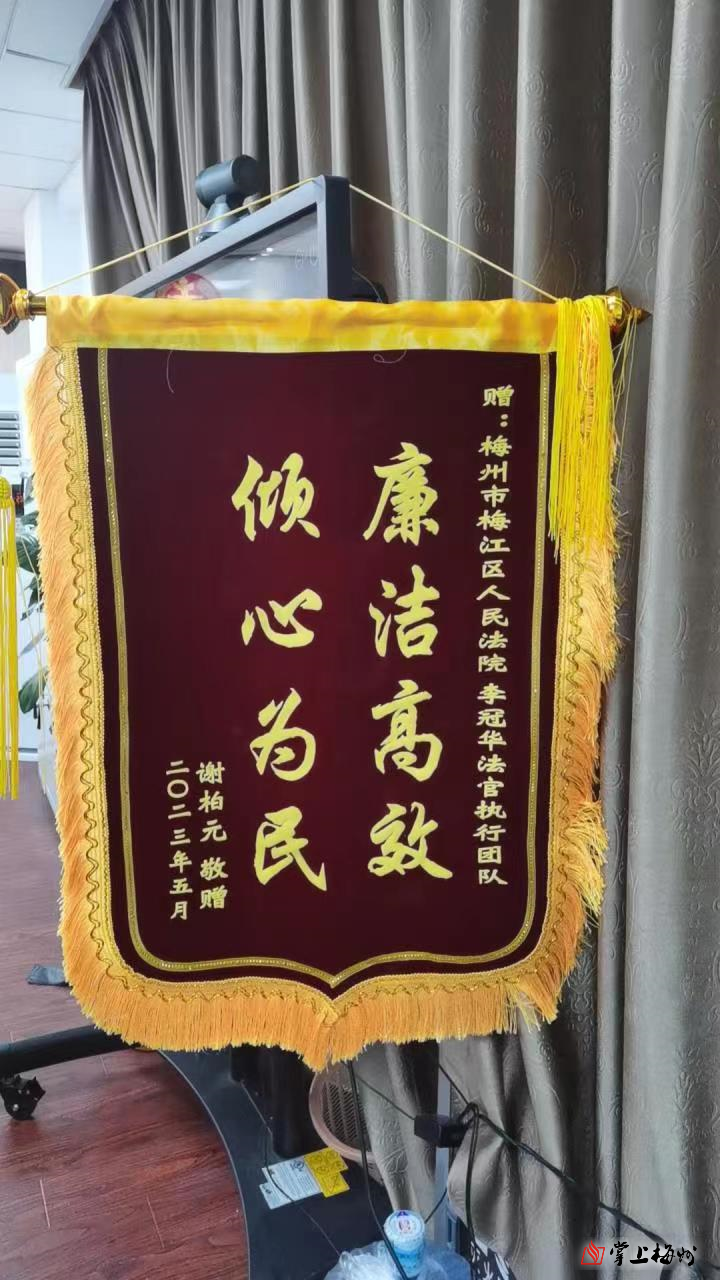 赠：梅州市梅江区人民法院 李冠华法官执行团队
廉洁高效
倾心为民
谢柏元 敬赠
二〇二三年五月
掌上梅州